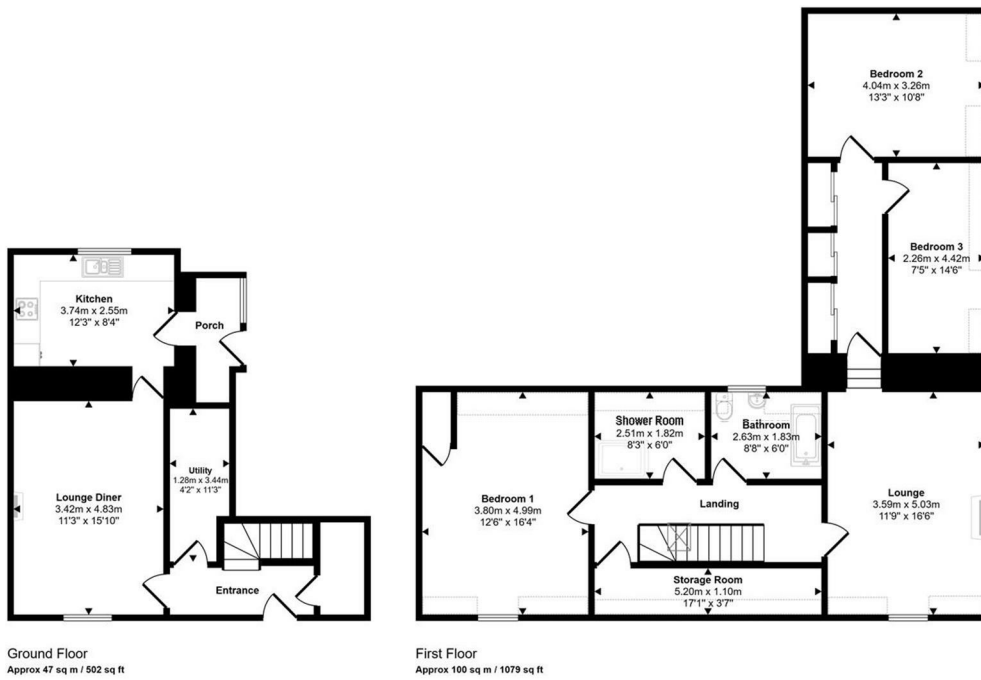 Bedroom 2
4.04m x 3.26m
13'3" x 10'8"
Bedroom 3
2.26m x 4.42m
7'5" x 14'6"
Kitchen
3.74m x 2.55m
12'3" x 8'4"
Porch
Utility
1.28m x 3.44m
4'2" x 11'3"
Lounge Diner
3.42m x 4.83m
11'3" x 15'10"
Entrance
Shower Room
2.51m x 1.82m
8'3" x 6'0"
Bathroom
2.63m x 1.83m
8'8" x 6'0"
Bedroom 1
3.80m x 4.99m
12'6" x 16'4"
Landing
Lounge
3.59m x 5.03m
11'9" x 16'6"
Storage Room
5.20m x 1.10m
17'1" x 3'7"
Ground Floor
Approx 47 sq m / 502 sq ft
First Floor
Approx 100 sq m / 1079 sq ft